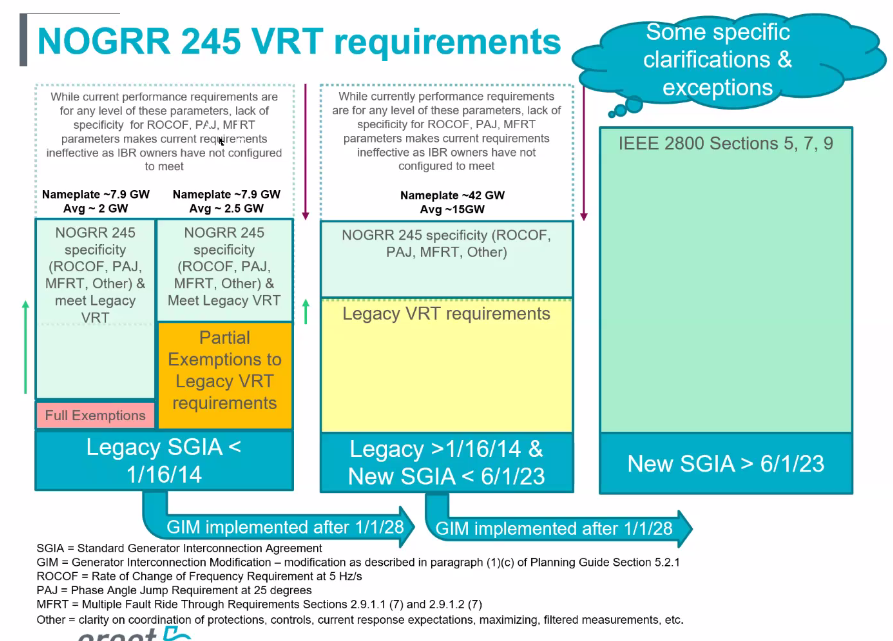 NOGRR 245 VRT requirements
Some specific
clarifications &
exceptions
While current performance requirements are
for any level of these parameters, lack of
specificity for ROCOF, PAJ, MFRT
parameters makes current requirements
ineffective as IBR owners have not configured
to meet
Nameplate ~7.9 GW
Avg ~ 2 GW
Nameplate ~7.9 GW
Avg ~ 2.5 GW
NOGRR 245
specificity
(ROCOF, PAJ,
MFRT, Other) &
meet Legacy
VRT
Full Exemptions
NOGRR 245
specificity
(ROCOF, PAJ,
MFRT, Other) &
Meet Legacy VRT
Partial
Exemptions to
Legacy VRT
requirements
Legacy SGIA <
1/16/14
While currently performance requirements
are for any level of these parameters, lack of
specificity for ROCOF, PAJ, MFRT
parameters makes current requirements
ineffective as IBR owners have not
configured to meet
Nameplate ~42 GW
Avg ~15GW
NOGRR 245 specificity (ROCOF,
PAJ, MFRT, Other)
Legacy VRT requirements
Legacy >1/16/14 &
New SGIA < 6/1/23
IEEE 2800 Sections 5, 7, 9
New SGIA > 6/1/23
GIM implemented after 1/1/28
GIM implemented after 1/1/28
SGIA = Standard Generator Interconnection Agreement
GIM = Generator Interconnection Modification – modification as described in paragraph (1)(c) of Planning Guide Section 5.2.1
ROCOF = Rate of Change of Frequency Requirement at 5 Hz/s
PAJ = Phase Angle Jump Requirement at 25 degrees
MFRT = Multiple Fault Ride Through Requirements Sections 2.9.1.1 (7) and 2.9.1.2 (7)
Other = clarity on coordination of protections, controls, current response expectations, maximizing, filtered measurements, etc.
ercot